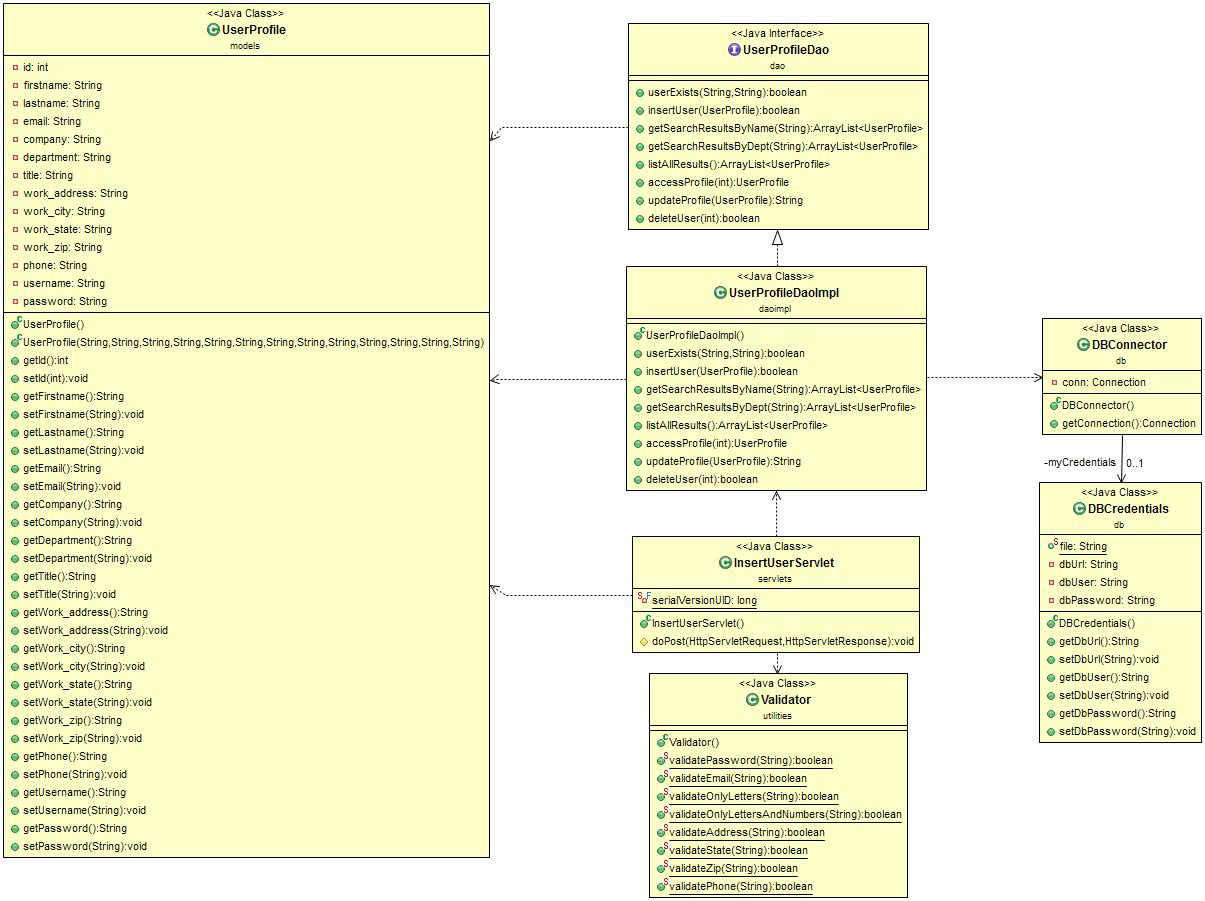 <<Java Class>>
UserProfile
models
id: int
firstname: String
lastname: String
email: String
company: String
department: String
title: String
work_address: String
work_city: String
work_state: String
work_zip: String
phone: String
username: String
password: String
UserProfile()
UserProfile(String,String,String,String,String,String,String,String,String,String,String,String,String)
getId():int
setId(int):void
getFirstname():String
setFirstname(String):void
getLastname():String
setLastname(String):void
getEmail():String
setEmail(String):void
getCompany():String
setCompany(String):void
getDepartment():String
setDepartment(String):void
getTitle():String
setTitle(String):void
getWork_address():String
setWork_address(String):void
getWork_city():String
setWork_city(String):void
getWork_state():String
setWork_state(String):void
getWork_zip():String
setWork_zip(String):void
getPhone():String
setPhone(String):void
getUsername():String
setUsername(String):void
getPassword():String
setPassword(String):void
<<Java Interface>>
UserProfileDao
dao
userExists(String,String):boolean
insertUser(UserProfile):boolean
getSearchResultsByName(String):ArrayList<UserProfile>
getSearchResultsByDept(String):ArrayList<UserProfile>
listAllResults():ArrayList<UserProfile>
accessProfile(int):UserProfile
updateProfile(UserProfile):String
deleteUser(int):boolean
<<Java Class>>
UserProfileDaoImpl
daoimpl
UserProfileDaoImpl()
userExists(String,String):boolean
insertUser(UserProfile):boolean
getSearchResultsByName(String):ArrayList<UserProfile>
getSearchResultsByDept(String):ArrayList<UserProfile>
listAllResults():ArrayList<UserProfile>
accessProfile(int):UserProfile
updateProfile(UserProfile):String
deleteUser(int):boolean
<<Java Class>>
InsertUserServlet
servlets
serialVersionUID: long
InsertUserServlet()
doPost(HttpServletRequest,HttpServletResponse):void
<<Java Class>>
Validator
utilities
Validator()
validatePassword(String):boolean
validateEmail(String):boolean
validateOnlyLetters(String):boolean
validateOnlyLettersAndNumbers(String):boolean
validateAddress(String):boolean
validateState(String):boolean
validateZip(String):boolean
validatePhone(String):boolean
<<Java Class>>
DBConnector
db
conn: Connection
DBConnector()
getConnection():Connection
-myCredentials 0..1
<<Java Class>>
DBCredentials
db
file: String
dbUrl: String
dbUser: String
dbPassword: String
DBCredentials()
getDbUrl():String
setDbUrl(String):void
getDbUser():String
setDbUser(String):void
getDbPassword():String
setDbPassword(String):void